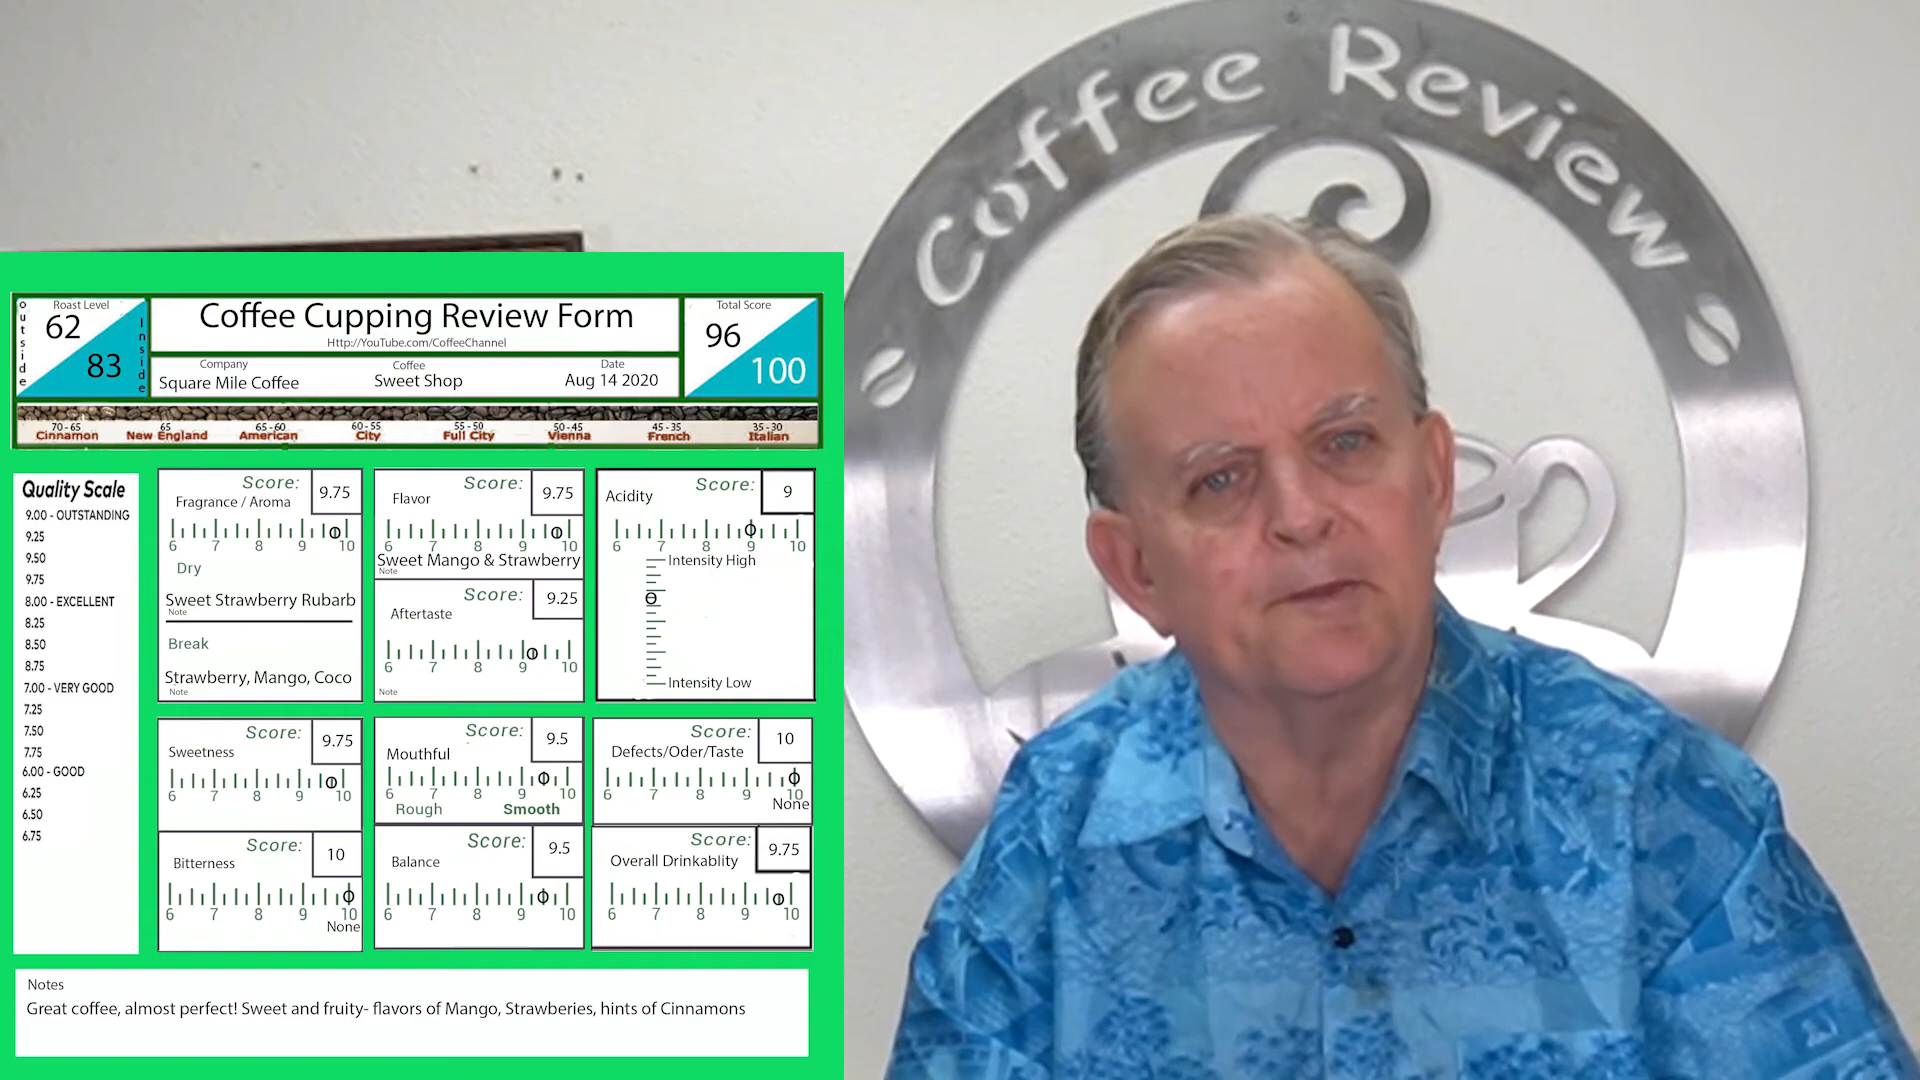 Coffee Review
Roast Level
Outside
62
83
Inside
Coffee Cupping Review Form
Http://YouTube.com/CoffeeChannel
Company
Square Mile Coffee
Coffee
Sweet Shop
Date
Aug 14 2020
Total Score
96
100
70 - 65 65 65 - 60 60 - 55 55 - 50 50 - 45 45 - 35 35 - 30
Cinnamon New England American City Full City Vienna French Italian
Quality Scale
9.00 - OUTSTANDING
9.25
9.50
9.75
8.00 - EXCELLENT
8.25
8.50
8.75
7.00 - VERY GOOD
7.25
7.50
7.75
6.00 - GOOD
6.25
6.50
6.75
Score: 9.75
Fragrance / Aroma
6 7 8 9 10
Dry
Sweet Strawberry Rubarb
Note
Break
Strawberry, Mango, Coco
Note
Score: 9.75
Flavor
6 7 8 9 10
Sweet Mango & Strawberry
Note
Score: 9.25
Aftertaste
6 7 8 9 10
Note
Score: 9
Acidity
6 7 8 9 10
Intensity High
Intensity Low
Score: 9.75
Sweetness
6 7 8 9 10
Score: 9.5
Mouthful
6 7 8 9 10
Rough Smooth
Score: 10
Defects/Oder/Taste
6 7 8 9 10
None
Score: 10
Bitterness
6 7 8 9 10
None
Score: 9.5
Balance
6 7 8 9 10
Score: 9.75
Overall Drinkablity
6 7 8 9 10
Notes
Great coffee, almost perfect! Sweet and fruity- flavors of Mango, Strawberies, hints of Cinnamons